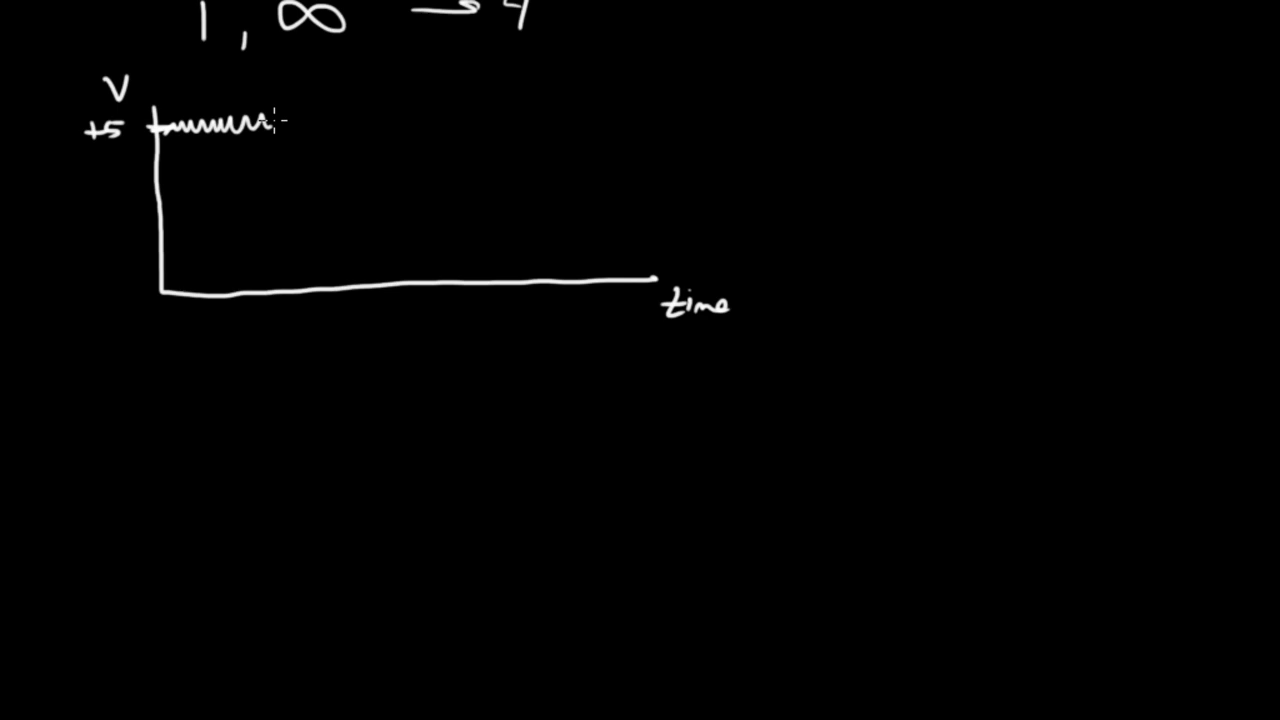 1, ∞ →
V
+5
time